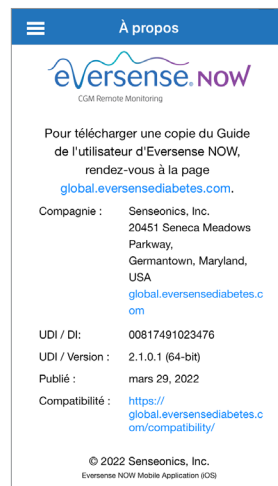 À propos
eversense. NOW
CGM Remote Monitoring
Pour télécharger une copie du Guide
de l'utilisateur d'Eversense NOW,
rendez-vous à la page
global.eversensediabetes.com.
Compagnie : Senseonics, Inc.
20451 Seneca Meadows
Parkway,
Germantown, Maryland,
USA
global.eversensediabetes.c
om
UDI / DI: 00817491023476
UDI / Version : 2.1.0.1 (64-bit)
Publié : mars 29, 2022
Compatibilité : https://
global.eversensediabetes.c
om/compatibility/
© 2022 Senseonics, Inc.
Eversense NOW Mobile Application (iOS)